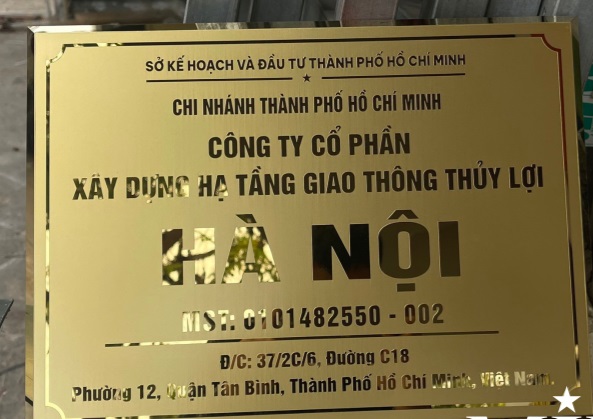 SỞ KẾ HOẠCH VÀ ĐẦU TƯ THÀNH PHỐ HỒ CHÍ MINH
CHI NHÁNH THÀNH PHỐ HỒ CHÍ MINH
CÔNG TY CỔ PHẦN
XÂY DỰNG HẠ TẦNG GIAO THÔNG THỦY LỢI
HÀ NỘI
MST: 0101482550 - 002
Đ/C: 37/2C/6, Đường C18
Phường 12, Quận Tân Bình, Thành Phố Hồ Chí Minh, Việt Nam.